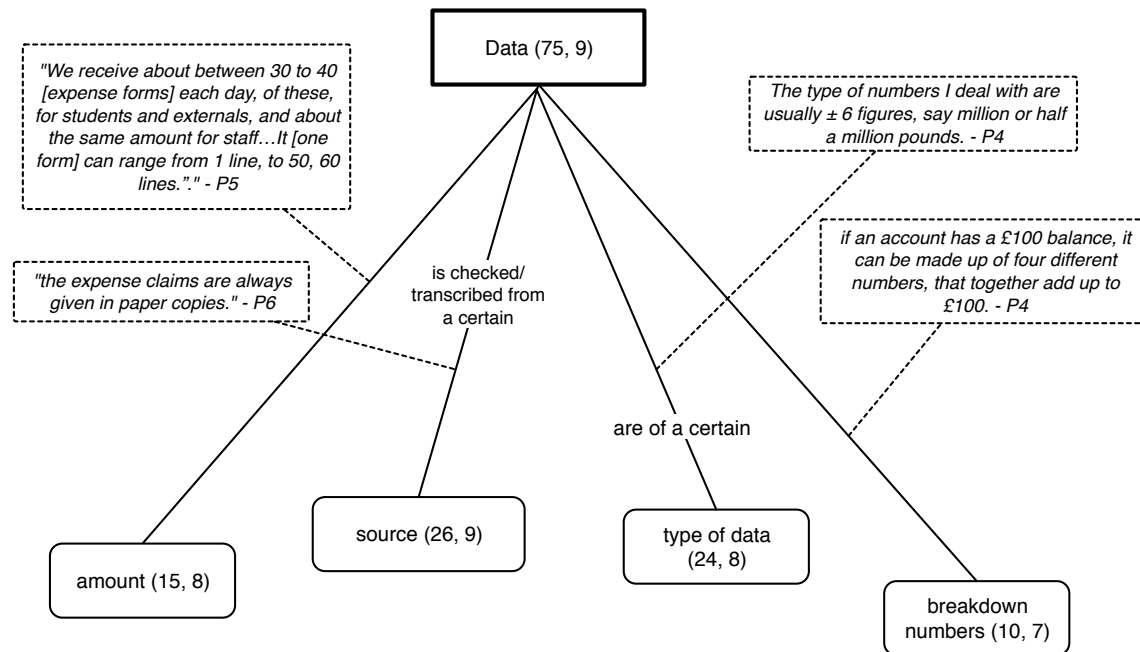 Data (75, 9)
"We receive about between 30 to 40
[expense forms] each day, of these,
for students and externals, and about
the same amount for staff…It [one
form] can range from 1 line, to 50, 60
lines.”." - P5
The type of numbers I deal with are
usually ± 6 figures, say million or half
a million pounds. - P4
if an account has a £100 balance, it
can be made up of four different
numbers, that together add up to
£100. - P4
"the expense claims are always
given in paper copies." - P6
is checked/
transcribed from
a certain
are of a certain
amount (15, 8)
source (26, 9)
type of data
(24, 8)
breakdown
numbers (10, 7)